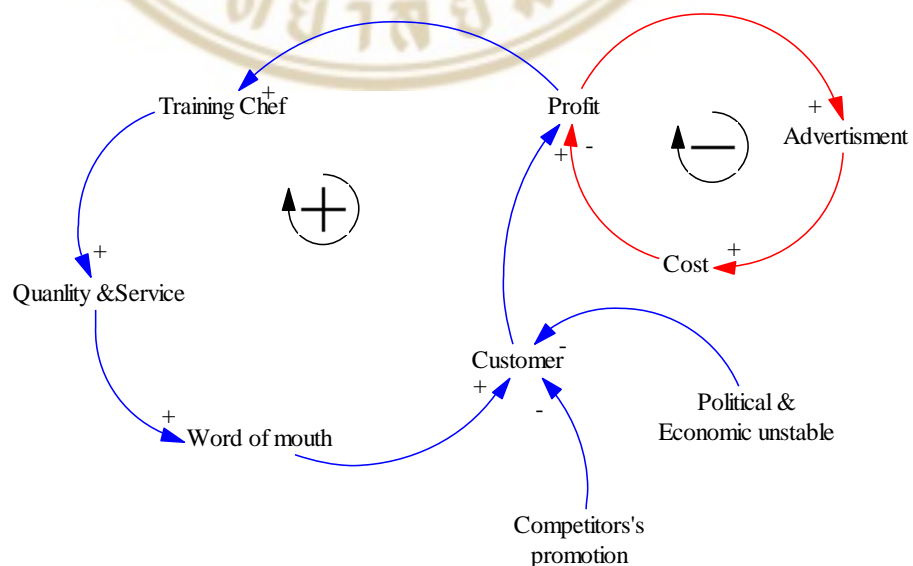 Training Chef
+
Profit
+
-
+
Advertisment
+
Cost
+
Quanlity &Service
-
Customer
+
-
+
Word of mouth
Political &
Economic unstable
Competitors's
promotion